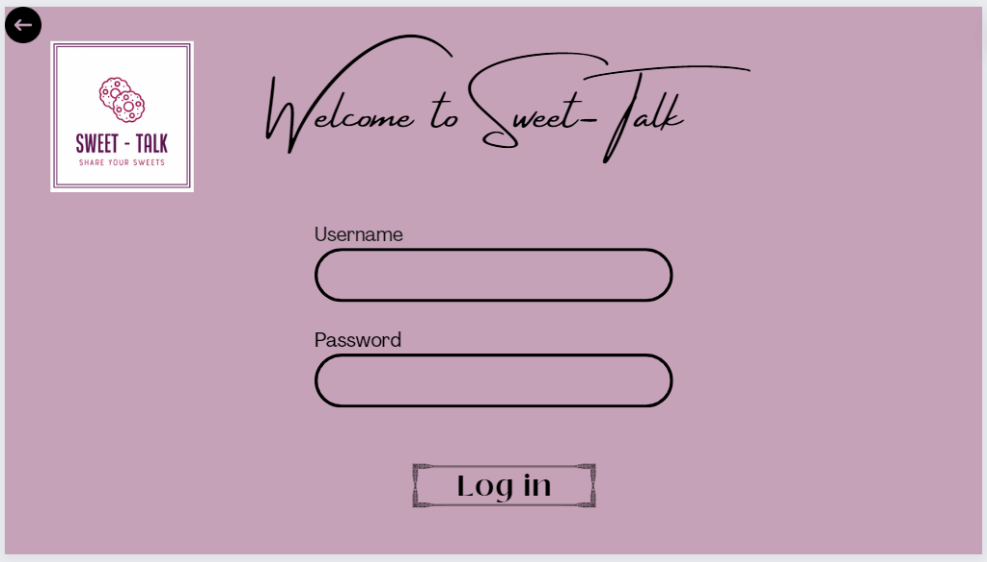 Welcome to Sweet-Talk
SWEET - TALK
SHARE YOUR SWEETS
Username
Password
Log in